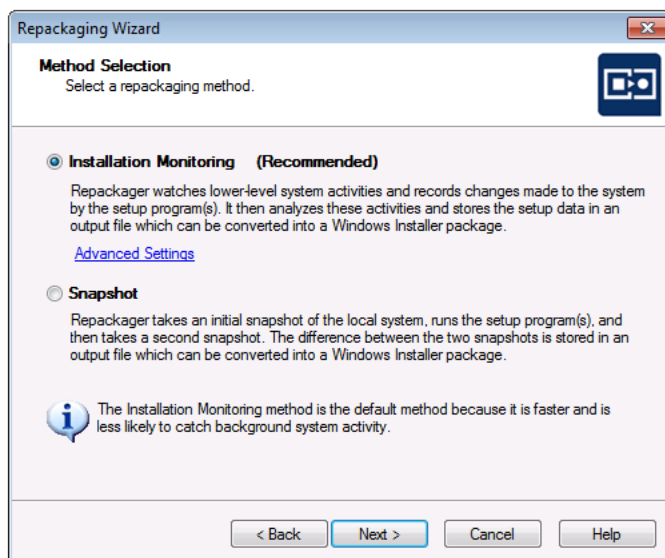 Repackaging Wizard
Method Selection
Select a repackaging method.
Installation Monitoring (Recommended)
Repackager watches lower-level system activities and records changes made to the system
by the setup program(s). It then analyzes these activities and stores the setup data in an
output file which can be converted into a Windows Installer package.
Advanced Settings
Snapshot
Repackager takes an initial snapshot of the local system, runs the setup program(s), and
then takes a second snapshot. The difference between the two snapshots is stored in an
output file which can be converted into a Windows Installer package.
The Installation Monitoring method is the default method because it is faster and is
less likely to catch background system activity.
< Back Next > Cancel Help